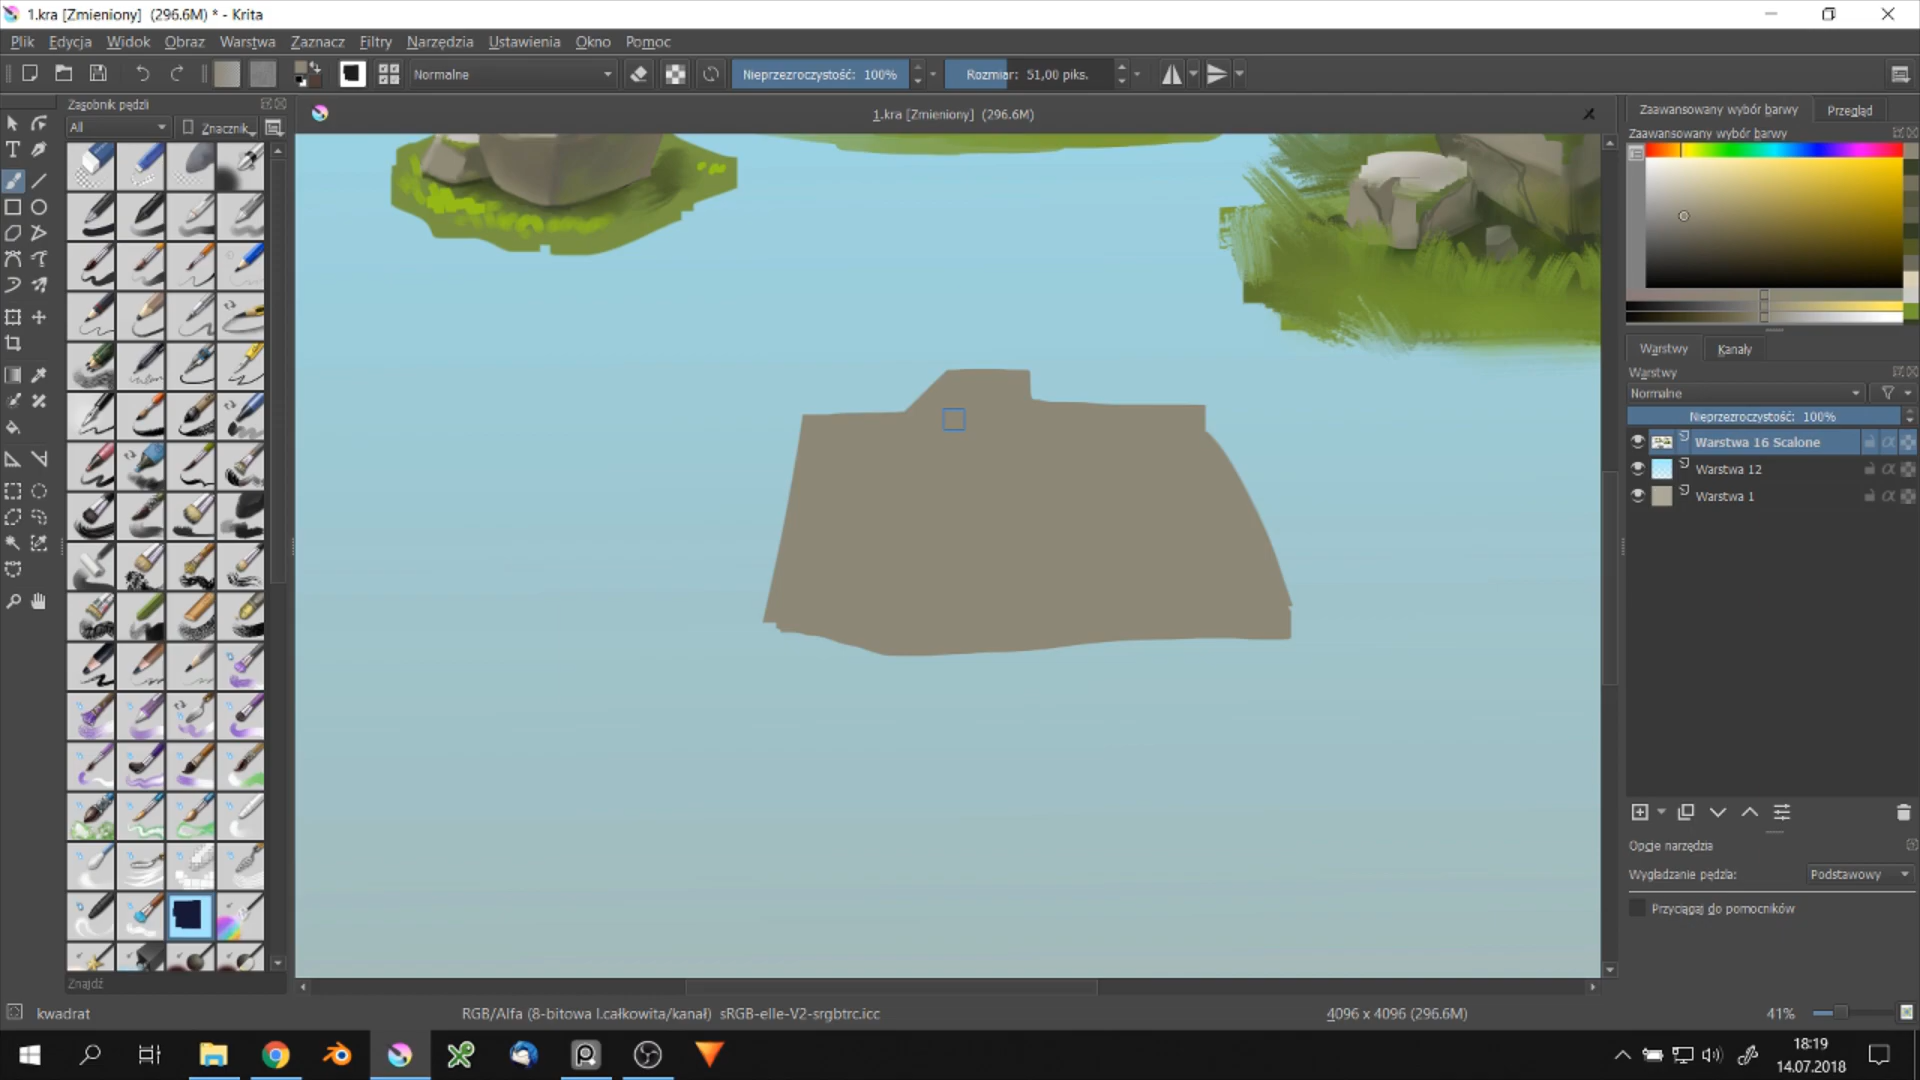 1.kra [Zmieniony] (296.6M) * - Krita
Plik Edycja Widok Obraz Warstwa Zaznacz Filtry Narzędzia Ustawienia Okno Pomoc
Normalne
Nieprzezroczystość: 100%
Rozmiar: 51,00 piks.
Zasobnik pędzli
All
Znacznik
1.kra [Zmieniony] (296.6M)
Zaawansowany wybór barwy Przegląd
Zaawansowany wybór barwy
Warstwy Kanały
Warstwy
Normalne
Nieprzezroczystość: 100%
Warstwa 16 Scalone
Warstwa 12
Warstwa 1
Opcje narzędzia
Wygładzanie pędzla: Podstawowy
Przyciągaj do pomocników
Znajdź
kwadrat
RGB/Alfa (8-bitowa l.całkowita/kanał) sRGB-elle-V2-srgbtrc.icc
4096 x 4096 (296.6M)
41%
18:19
14.07.2018